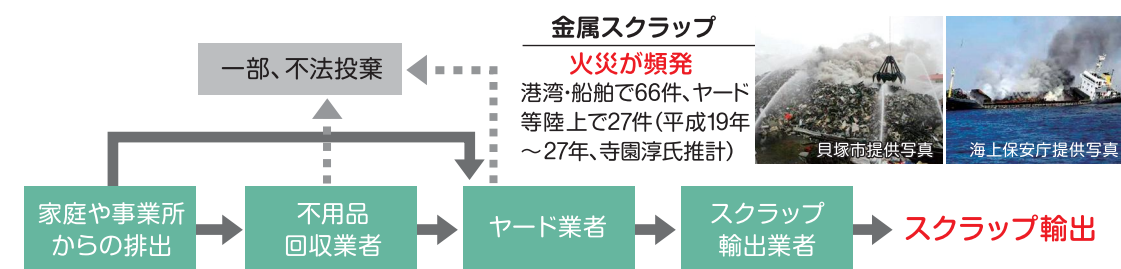 金属スクラップ
火災が頻発
港湾・船舶で66件、ヤード
等陸上で27件（平成19年
～27年、寺園淳氏推計）
貝塚市提供写真
海上保安庁提供写真
一部、不法投棄
家庭や事業所
からの排出
不用品
回収業者
ヤード業者
スクラップ
輸出業者
スクラップ輸出